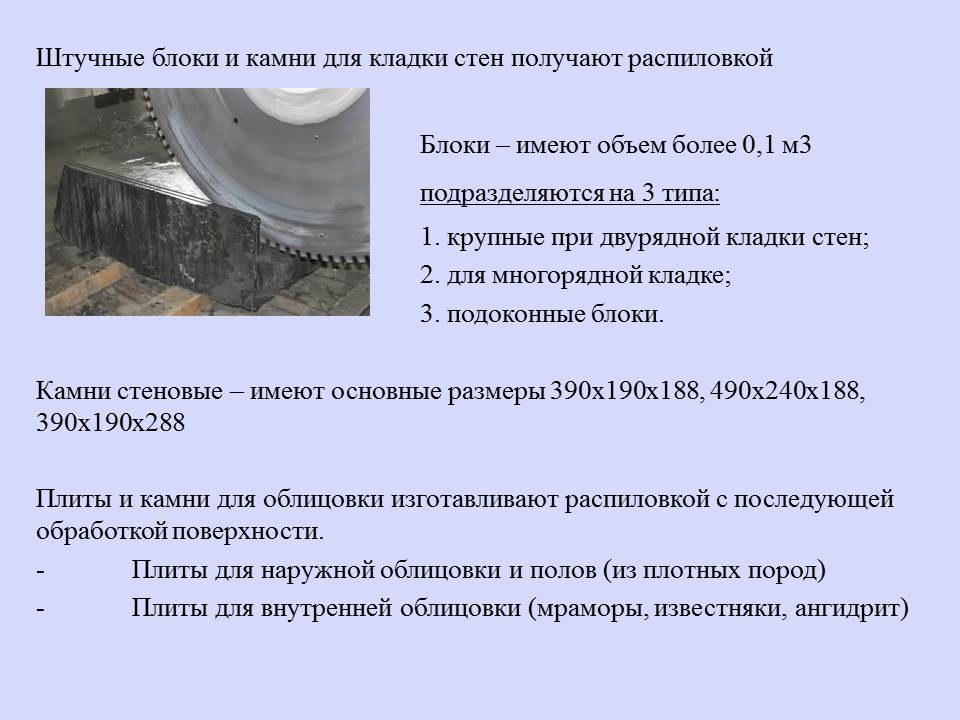 Штучные блоки и камни для кладки стен получают распиловкой
Блоки – имеют объем более 0,1 м3
подразделяются на 3 типа:
1. крупные при двурядной кладки стен;
2. для многорядной кладке;
3. подоконные блоки.
Камни стеновые – имеют основные размеры 390х190х188, 490х240х188,
390х190х288
Плиты и камни для облицовки изготавливают распиловкой с последующей
обработкой поверхности.
- Плиты для наружной облицовки и полов (из плотных пород)
- Плиты для внутренней облицовки (мраморы, известняки, ангидрит)